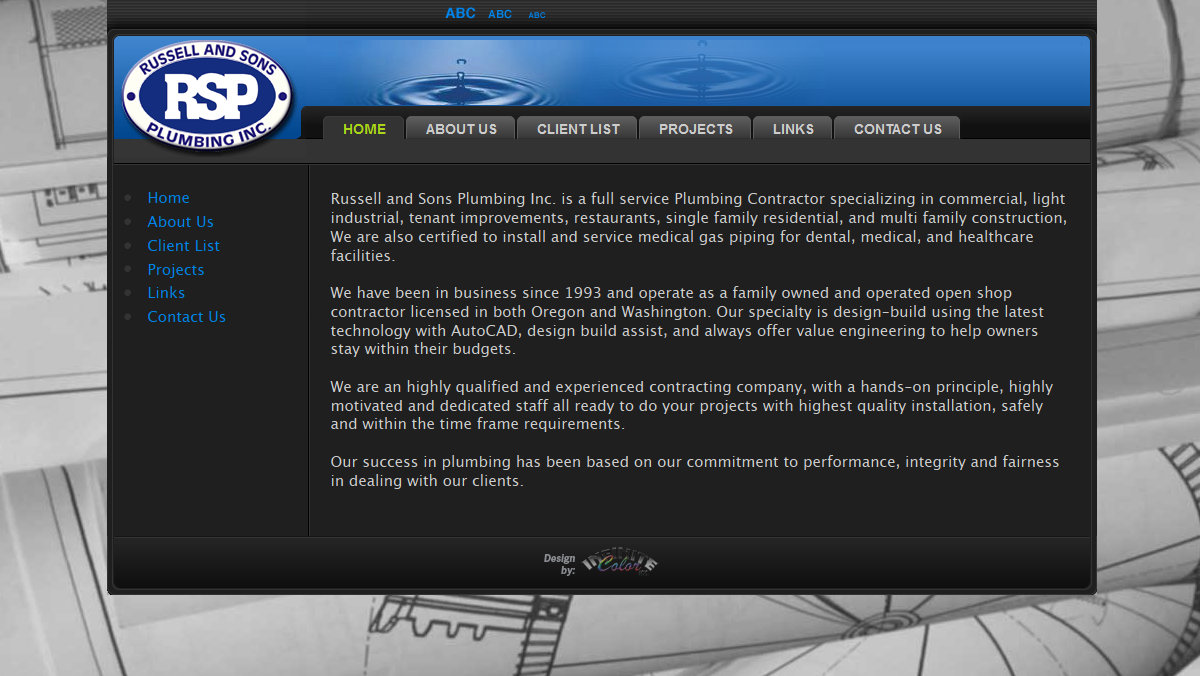 ABC ABC ABC
RUSSELL AND SONS
RSP
PLUMBING INC.
HOME ABOUT US CLIENT LIST PROJECTS LINKS CONTACT US
Home
About Us
Client List
Projects
Links
Contact Us
Russell and Sons Plumbing Inc. is a full service Plumbing Contractor specializing in commercial, light
industrial, tenant improvements, restaurants, single family residential, and multi family construction,
We are also certified to install and service medical gas piping for dental, medical, and healthcare
facilities.
We have been in business since 1993 and operate as a family owned and operated open shop
contractor licensed in both Oregon and Washington. Our specialty is design-build using the latest
technology with AutoCAD, design build assist, and always offer value engineering to help owners
stay within their budgets.
We are an highly qualified and experienced contracting company, with a hands-on principle, highly
motivated and dedicated staff all ready to do your projects with highest quality installation, safely
and within the time frame requirements.
Our success in plumbing has been based on our commitment to performance, integrity and fairness
in dealing with our clients.
Design
by:
Color